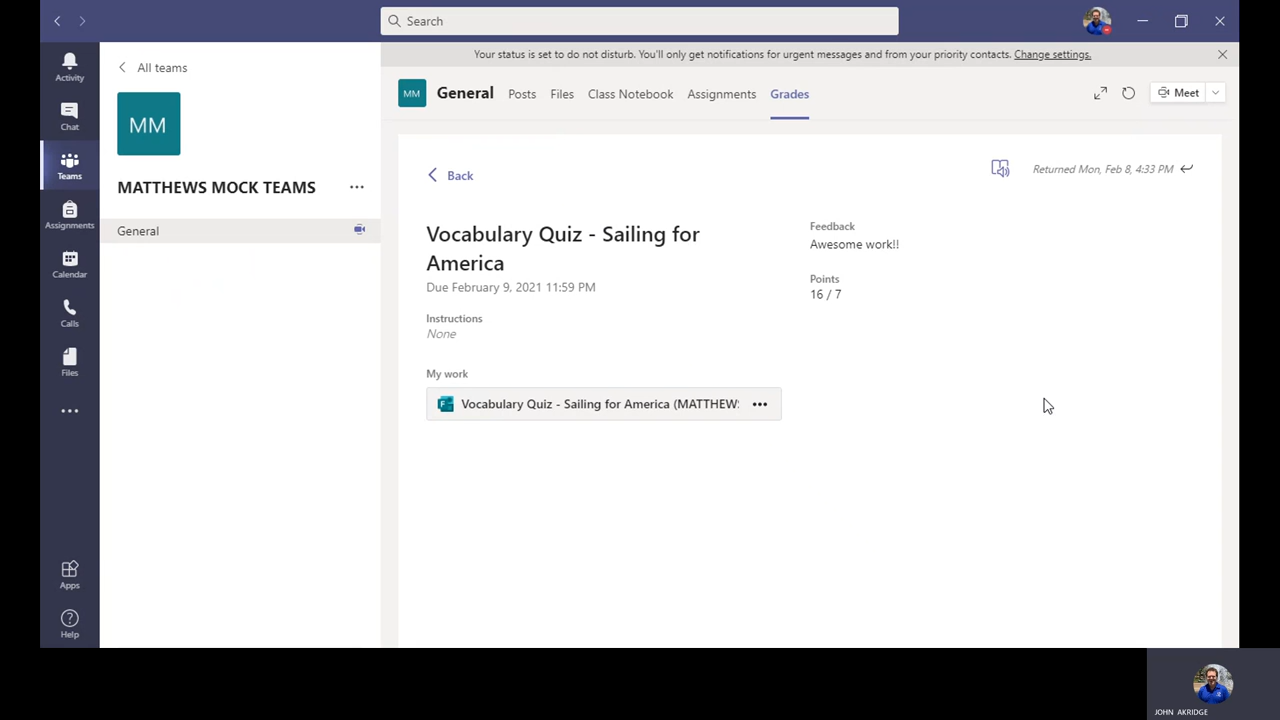 Search
Your status is set to do not disturb. You'll only get notifications for urgent messages and from your priority contacts. Change settings.
Activity
Chat
Teams
Assignments
Calendar
Calls
Files
Apps
Help
All teams
MM
MATTHEWS MOCK TEAMS
General
MM General Posts Files Class Notebook Assignments Grades
Meet
Back
Returned Mon, Feb 8, 4:33 PM
Vocabulary Quiz - Sailing for
America
Due February 9, 2021 11:59 PM
Instructions
None
My work
Vocabulary Quiz - Sailing for America (MATTHEW
Feedback
Awesome work!!
Points
16 / 7
JOHN AKRIDGE